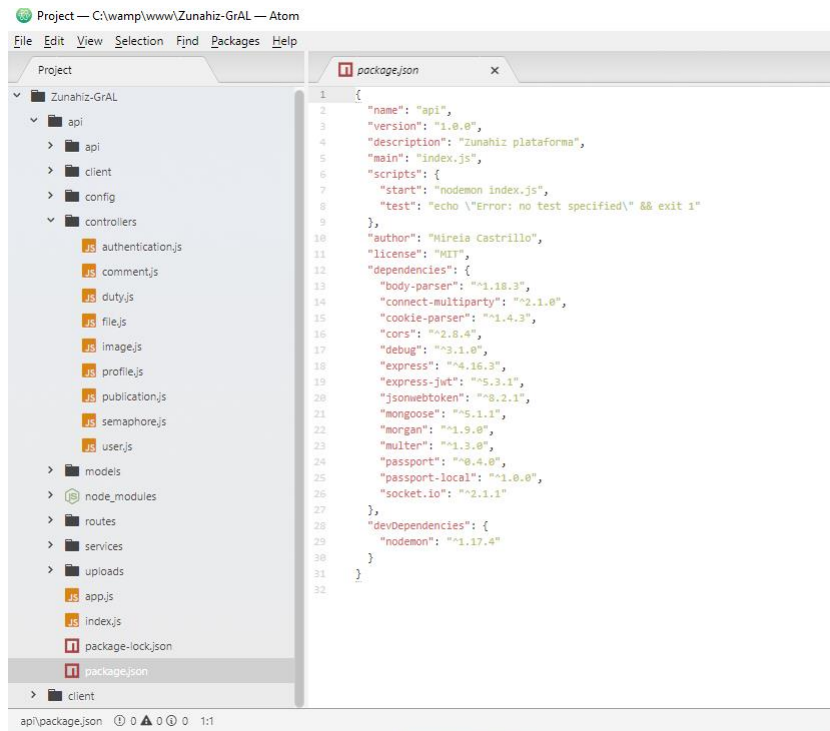 Project — C:\wamp\www\Zunahiz-GrAL — Atom
File Edit View Selection Find Packages Help
Project
Zunahiz-GrAL
api
api
client
config
controllers
authentication.js
comment.js
duty.js
file.js
image.js
profile.js
publication.js
semaphore.js
user.js
models
node_modules
routes
services
uploads
app.js
index.js
package-lock.json
package.json
client
package.json
1 {
2 "name": "api",
3 "version": "1.0.0",
4 "description": "Zunahiz plataforma",
5 "main": "index.js",
6 "scripts": {
7 "start": "nodemon index.js",
8 "test": "echo \"Error: no test specified\" && exit 1"
9 },
10 "author": "Mireia Castrillo",
11 "license": "MIT",
12 "dependencies": {
13 "body-parser": "^1.18.3",
14 "connect-multiparty": "^2.1.0",
15 "cookie-parser": "^1.4.3",
16 "cors": "^2.8.4",
17 "debug": "^3.1.0",
18 "express": "^4.16.3",
19 "express-jwt": "^5.3.1",
20 "jsonwebtoken": "^8.2.1",
21 "mongoose": "^5.1.1",
22 "morgan": "^1.9.0",
23 "multer": "^1.3.0",
24 "passport": "^0.4.0",
25 "passport-local": "^1.0.0",
26 "socket.io": "^2.1.1"
27 },
28 "devDependencies": {
29 "nodemon": "^1.17.4"
30 }
31 }
32
api\package.json 0 0 0 1:1